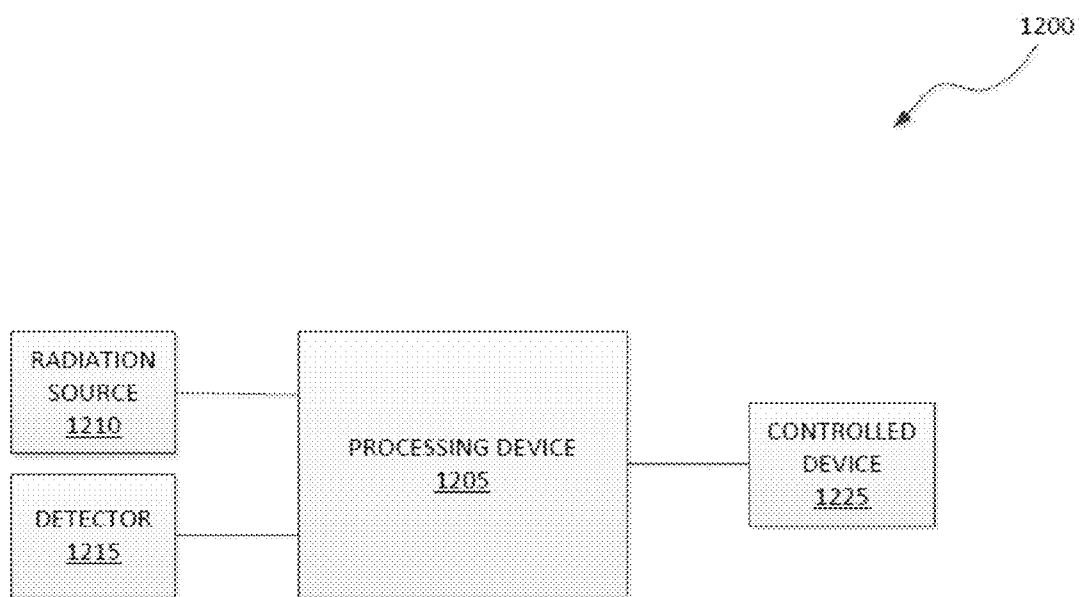 1200
RADIATION
SOURCE
1210
DETECTOR
1215
PROCESSING DEVICE
1205
CONTROLLED
DEVICE
1225